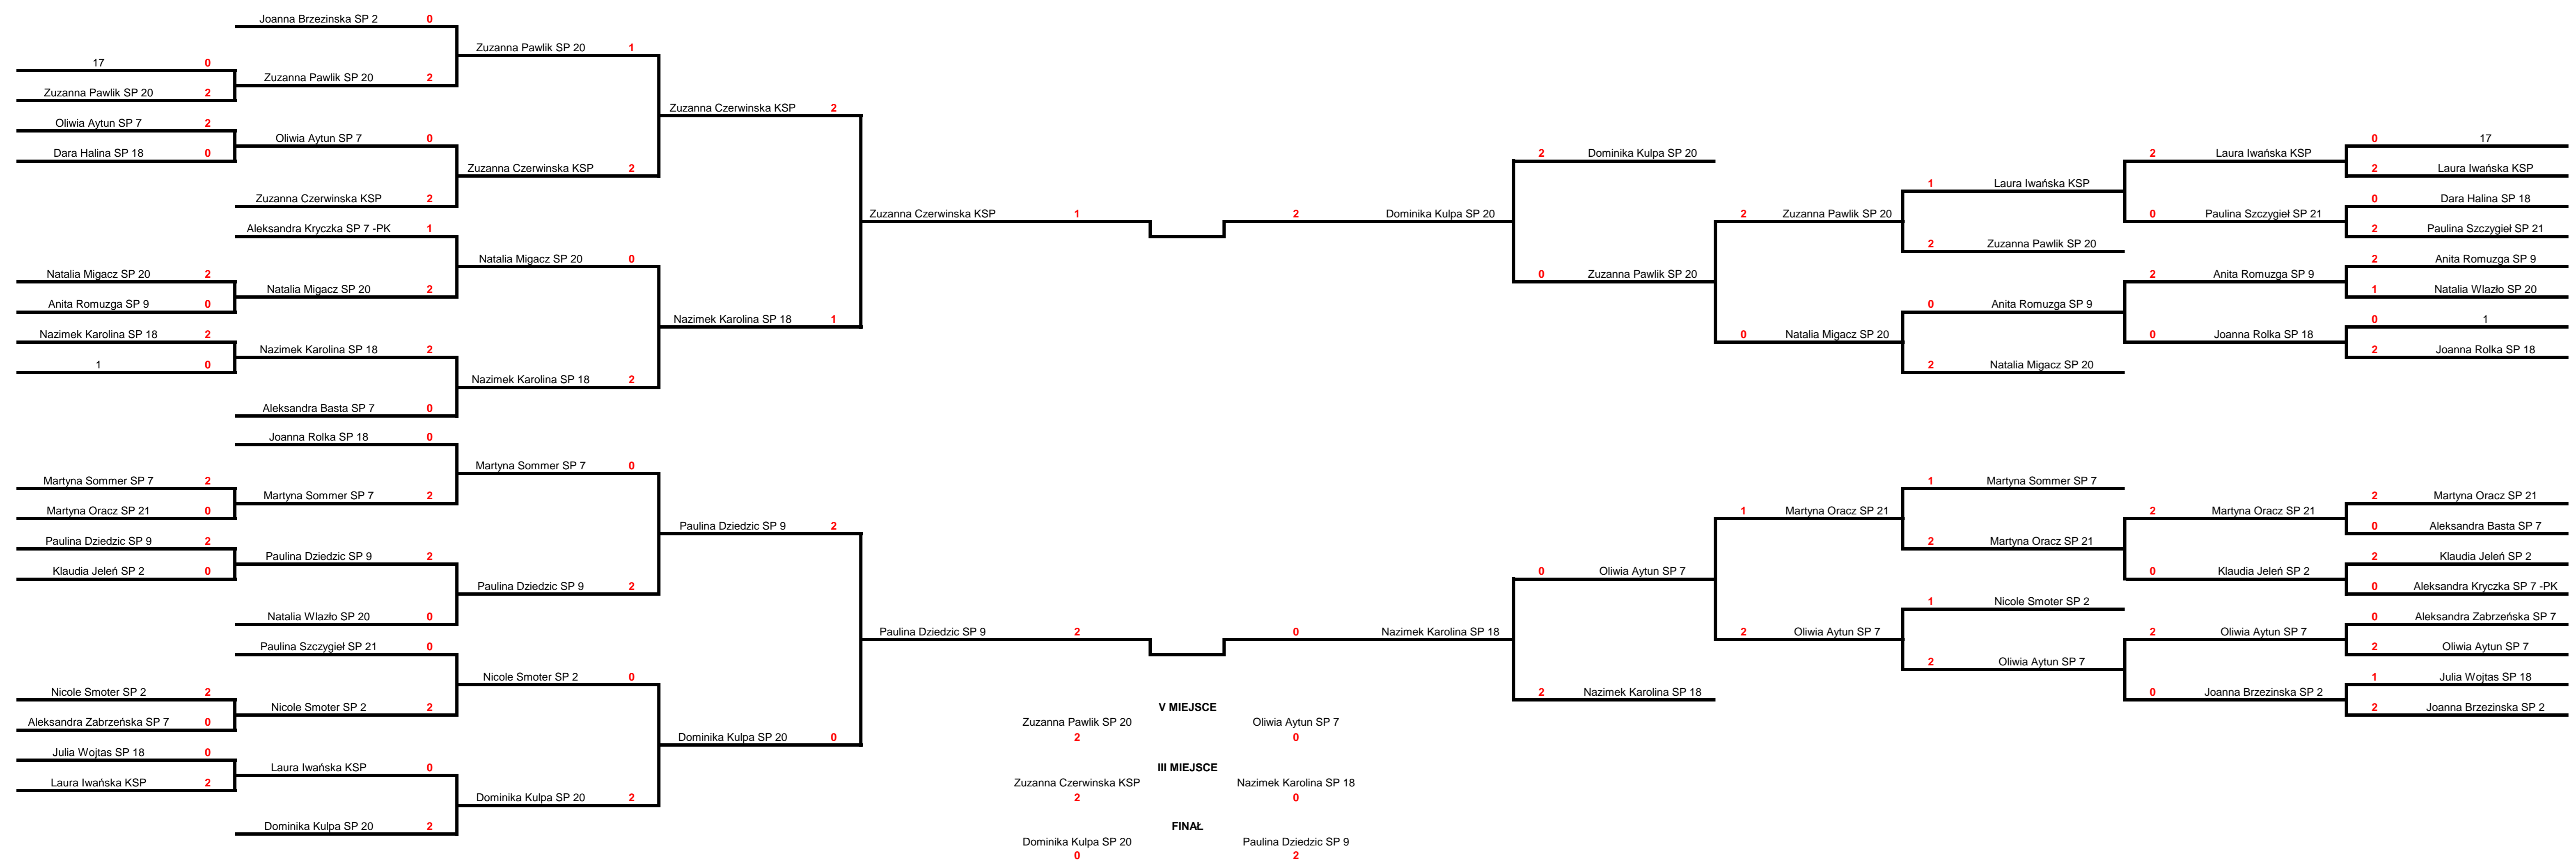 Joanna Brzezinska SP 2 0
Zuzanna Pawlik SP 20 1
17 0
Zuzanna Pawlik SP 20 2
Zuzanna Pawlik SP 20 2
Zuzanna Czerwinska KSP 2
Oliwia Aytun SP 7 2
Oliwia Aytun SP 7 0
Dara Halina SP 18 0
Zuzanna Czerwinska KSP 2
Zuzanna Czerwinska KSP 2
Zuzanna Czerwinska KSP 1
Aleksandra Kryczka SP 7 -PK 1
Natalia Migacz SP 20 0
Natalia Migacz SP 20 2
Natalia Migacz SP 20 2
Anita Romuzga SP 9 0
Nazimek Karolina SP 18 1
Nazimek Karolina SP 18 2
Nazimek Karolina SP 18 2
1 0
Nazimek Karolina SP 18 2
Aleksandra Basta SP 7 0
Joanna Rolka SP 18 0
Martyna Sommer SP 7 0
Martyna Sommer SP 7 2
Martyna Sommer SP 7 2
Martyna Oracz SP 21 0
Paulina Dziedzic SP 9 2
Paulina Dziedzic SP 9 2
Paulina Dziedzic SP 9 2
Klaudia Jeleń SP 2 0
Paulina Dziedzic SP 9 2
Natalia Wlazło SP 20 0
Paulina Dziedzic SP 9 2
Paulina Szczygieł SP 21 0
Nicole Smoter SP 2 0
Nicole Smoter SP 2 2
Nicole Smoter SP 2 2
Aleksandra Zabrzeńska SP 7 0
Dominika Kulpa SP 20 0
Julia Wojtas SP 18 0
Laura Iwańska KSP 0
Laura Iwańska KSP 2
Dominika Kulpa SP 20 2
Dominika Kulpa SP 20 2
0 17
2 Dominika Kulpa SP 20
2 Laura Iwańska KSP
2 Laura Iwańska KSP
1 Laura Iwańska KSP
0 Dara Halina SP 18
2 Dominika Kulpa SP 20
2 Zuzanna Pawlik SP 20
0 Paulina Szczygieł SP 21
2 Paulina Szczygieł SP 21
2 Zuzanna Pawlik SP 20
2 Anita Romuzga SP 9
0 Zuzanna Pawlik SP 20
2 Anita Romuzga SP 9
1 Natalia Wlazło SP 20
0 Anita Romuzga SP 9
0 1
0 Natalia Migacz SP 20
0 Joanna Rolka SP 18
2 Joanna Rolka SP 18
2 Natalia Migacz SP 20
1 Martyna Sommer SP 7
2 Martyna Oracz SP 21
1 Martyna Oracz SP 21
2 Martyna Oracz SP 21
0 Aleksandra Basta SP 7
2 Martyna Oracz SP 21
2 Klaudia Jeleń SP 2
0 Oliwia Aytun SP 7
0 Klaudia Jeleń SP 2
0 Aleksandra Kryczka SP 7 -PK
1 Nicole Smoter SP 2
0 Aleksandra Zabrzeńska SP 7
0 Nazimek Karolina SP 18
2 Oliwia Aytun SP 7
2 Oliwia Aytun SP 7
2 Oliwia Aytun SP 7
2 Oliwia Aytun SP 7
1 Julia Wojtas SP 18
2 Nazimek Karolina SP 18
0 Joanna Brzezinska SP 2
2 Joanna Brzezinska SP 2
V MIEJSCE
Zuzanna Pawlik SP 20 Oliwia Aytun SP 7
2 0
III MIEJSCE
Zuzanna Czerwinska KSP Nazimek Karolina SP 18
2 0
FINAŁ
Dominika Kulpa SP 20 Paulina Dziedzic SP 9
0 2